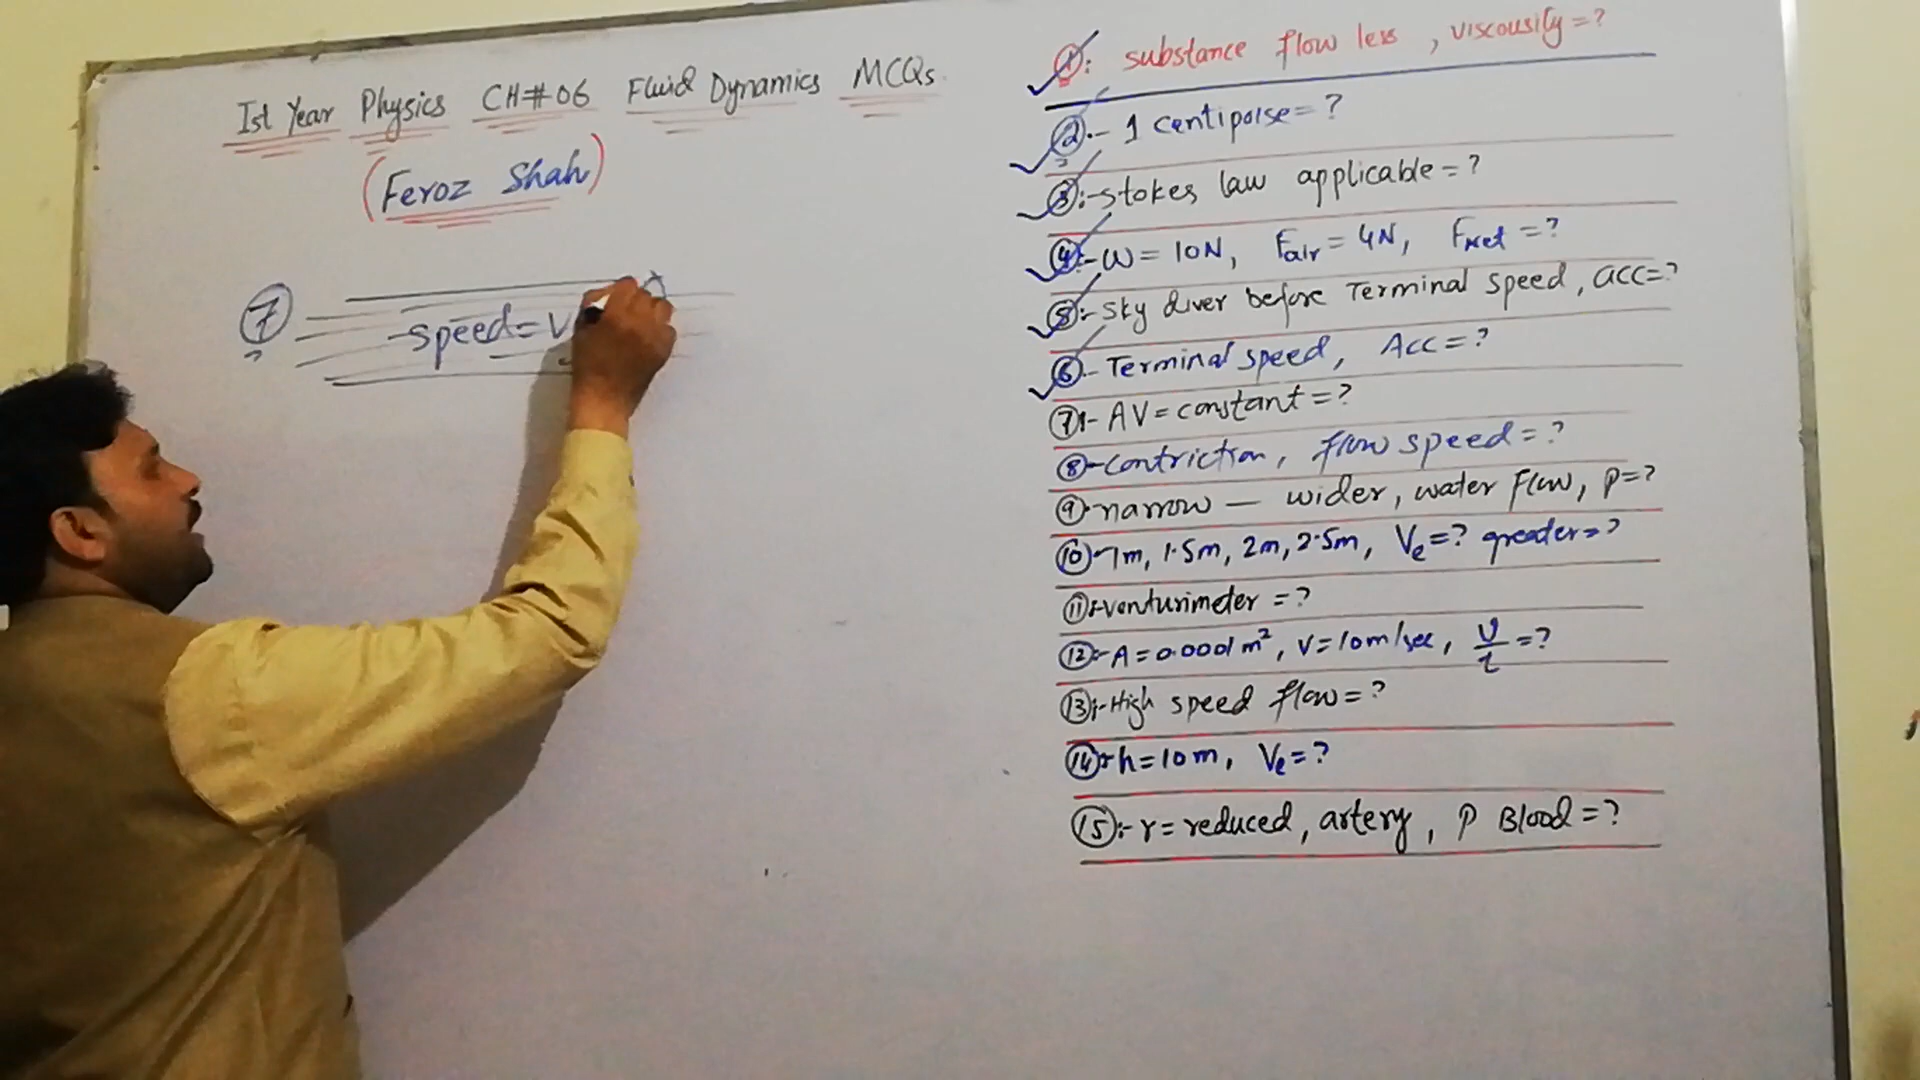 Ist Year Physics CH#06 Fluid Dynamics MCQs
(Feroz Shah)
7 speed=V
A
1: substance flow less, viscousity=?
2:- 1 centipoise=?
3:- stokes law applicable=?
4:- W=10N, Fair=4N, FNet=?
5:- Sky diver before Terminal speed, acc=?
6:- Terminal speed, Acc=?
7:- AV=constant=?
8:- contriction, flow speed=?
9:- narrow — wider, water flow, P=?
10:- 1m, 1.5m, 2m, 2.5m, Ve=? greater=?
11:- venturimeter=?
12:- A=0.0001m², V=10m/sec, V/t=?
13:- High speed flow=?
14:- h=10m, Ve=?
15:- r=reduced, artery, P Blood=?